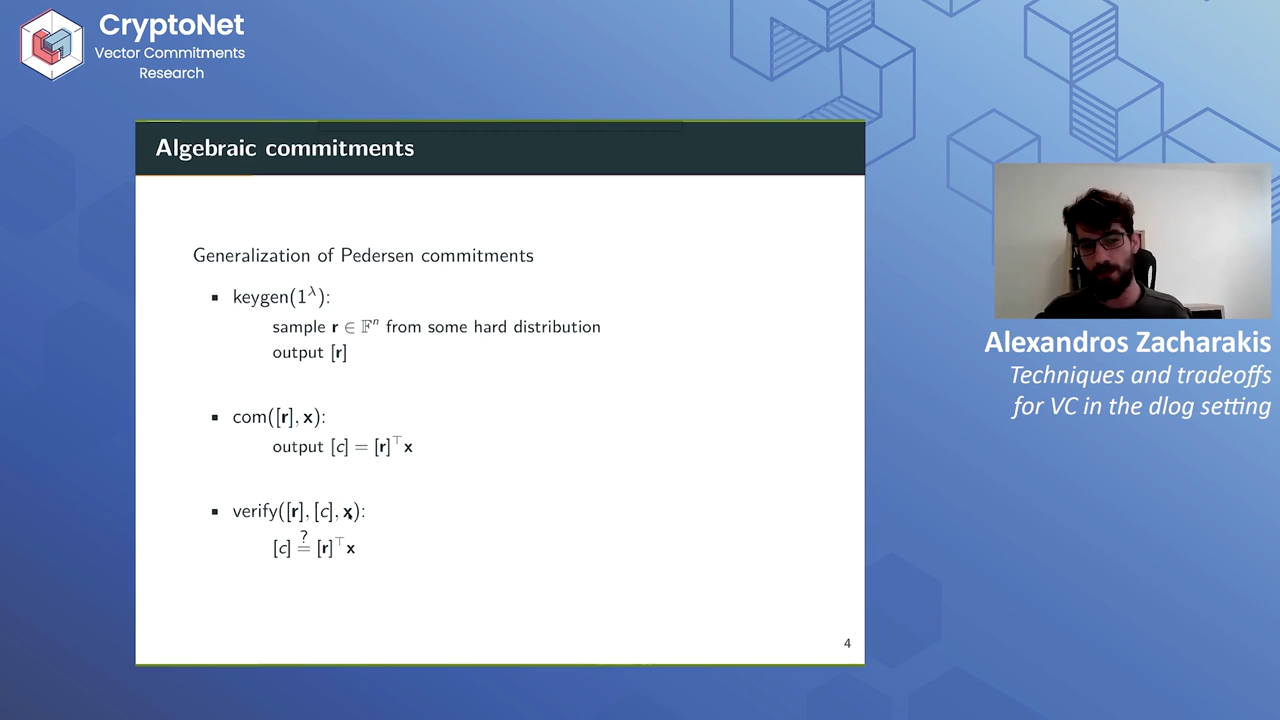 CryptoNet
Vector Commitments
Research
Algebraic commitments
Generalization of Pedersen commitments
▪ keygen(1^λ):
sample r ∈ 𝔽ⁿ from some hard distribution
output [r]
▪ com([r], x):
output [c] = [r]^⊤ x
▪ verify([r], [c], x):
[c] ≟ [r]^⊤ x
4
Alexandros Zacharakis
Techniques and tradeoffs
for VC in the dlog setting